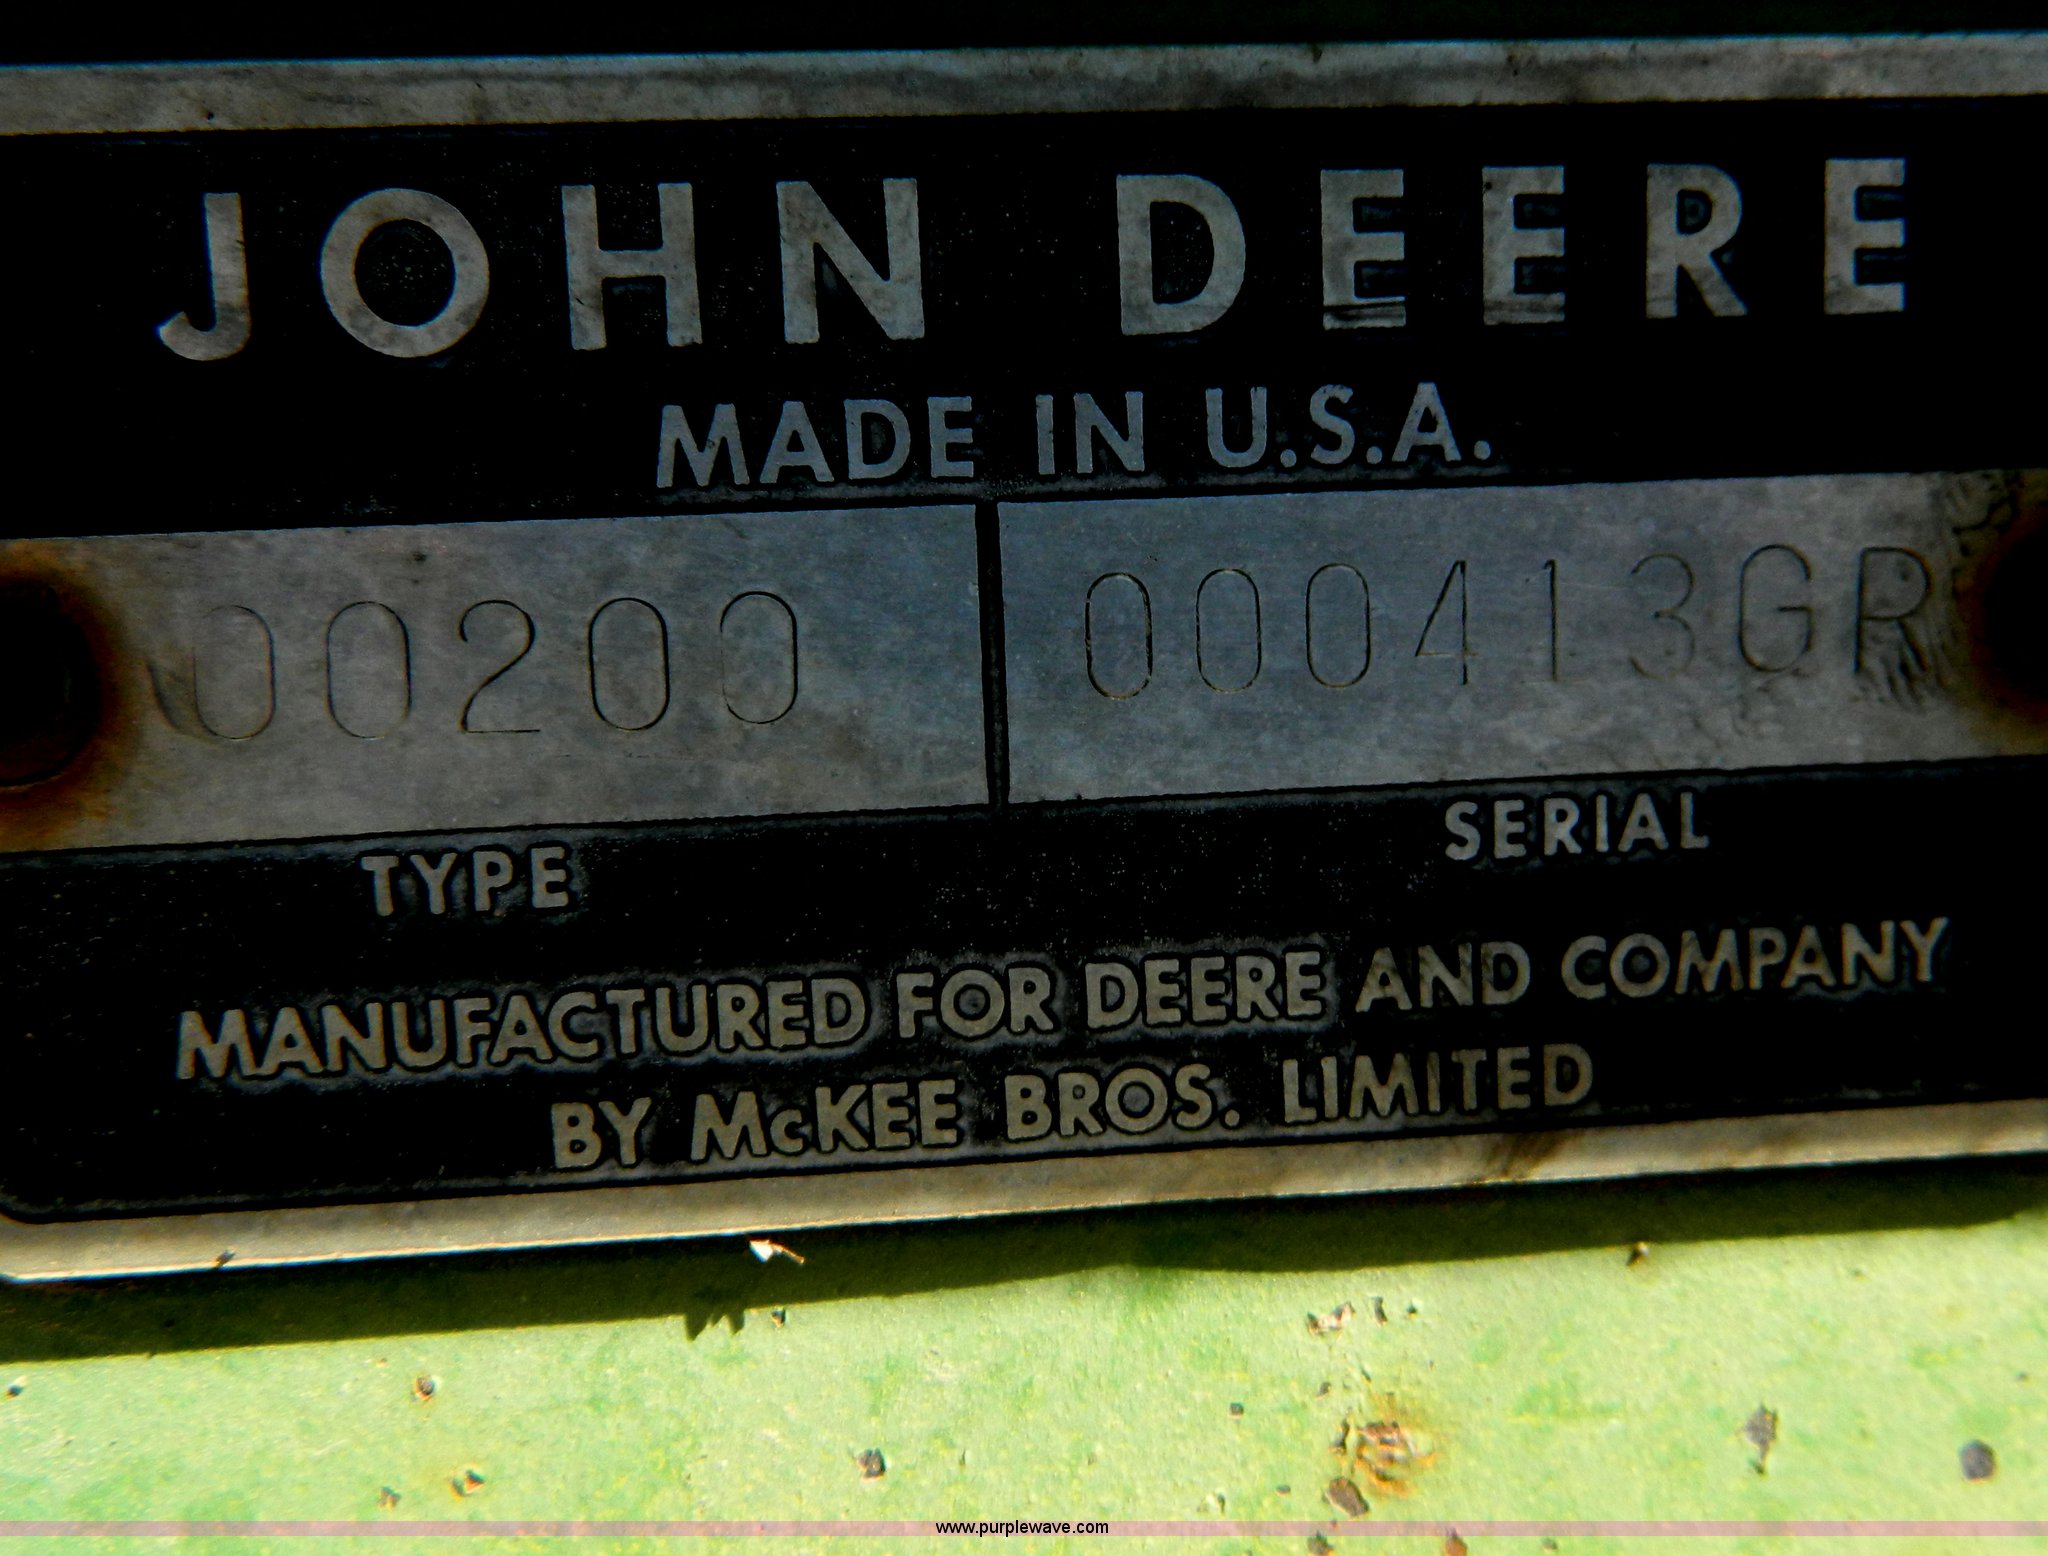 JOHN DEERE
MADE IN U.S.A.
00200 000413GR
TYPE SERIAL
MANUFACTURED FOR DEERE AND COMPANY
BY McKEE BROS. LIMITED
www.purplewave.com